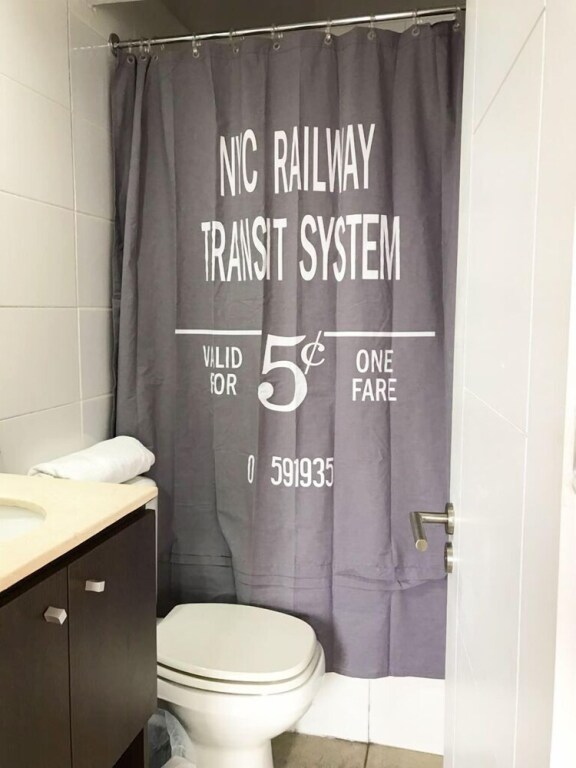 NYC RAILWAY
TRANSIT SYSTEM
VALID FOR
5¢
ONE FARE
0 591935